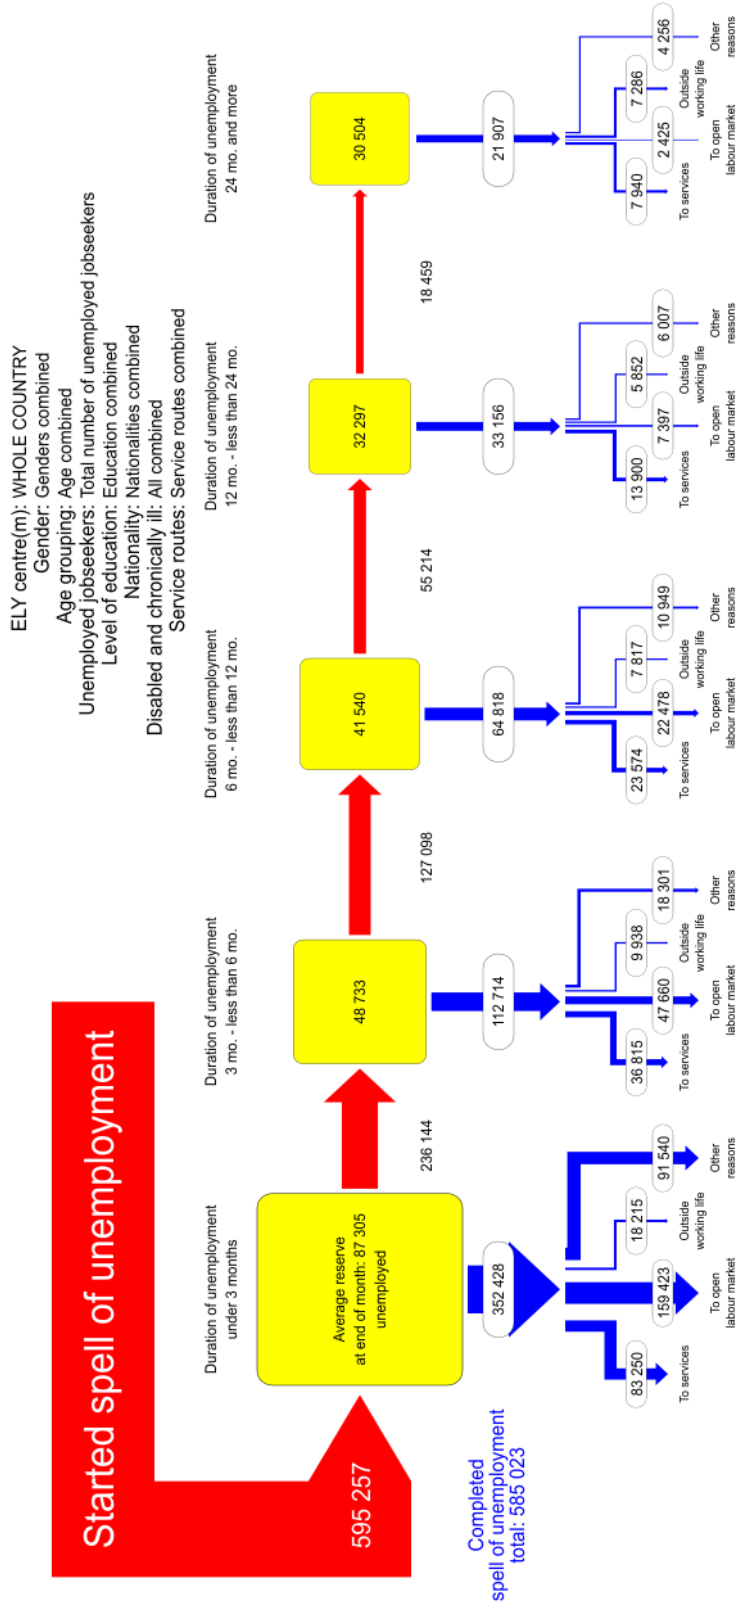 ELY centre(m): WHOLE COUNTRY
Gender: Genders combined
Age grouping: Age combined
Unemployed jobseekers: Total number of unemployed jobseekers
Level of education: Education combined
Nationality: Nationalities combined
Disabled and chronically ill: All combined
Service routes: Service routes combined
Started spell of unemployment
595 257
Duration of unemployment
under 3 months
Duration of unemployment
3 mo. - less than 6 mo.
Duration of unemployment
6 mo. - less than 12 mo.
Duration of unemployment
12 mo. - less than 24 mo.
Duration of unemployment
24 mo. and more
Average reserve
at end of month: 87 305
unemployed
48 733
41 540
32 297
30 504
236 144
127 098
55 214
18 459
Completed
spell of unemployment
total: 585 023
352 428
112 714
64 818
33 156
21 907
83 250
159 423
18 215
91 540
To services
To open
labour market
Outside
working life
Other
reasons
36 815
47 660
9 938
18 301
To services
To open
labour market
Outside
working life
Other
reasons
23 574
22 478
7 817
10 949
To services
To open
labour market
Outside
working life
Other
reasons
13 900
7 397
5 852
6 007
To services
To open
labour market
Outside
working life
Other
reasons
7 940
2 425
7 286
4 256
To services
To open
labour market
Outside
working life
Other
reasons